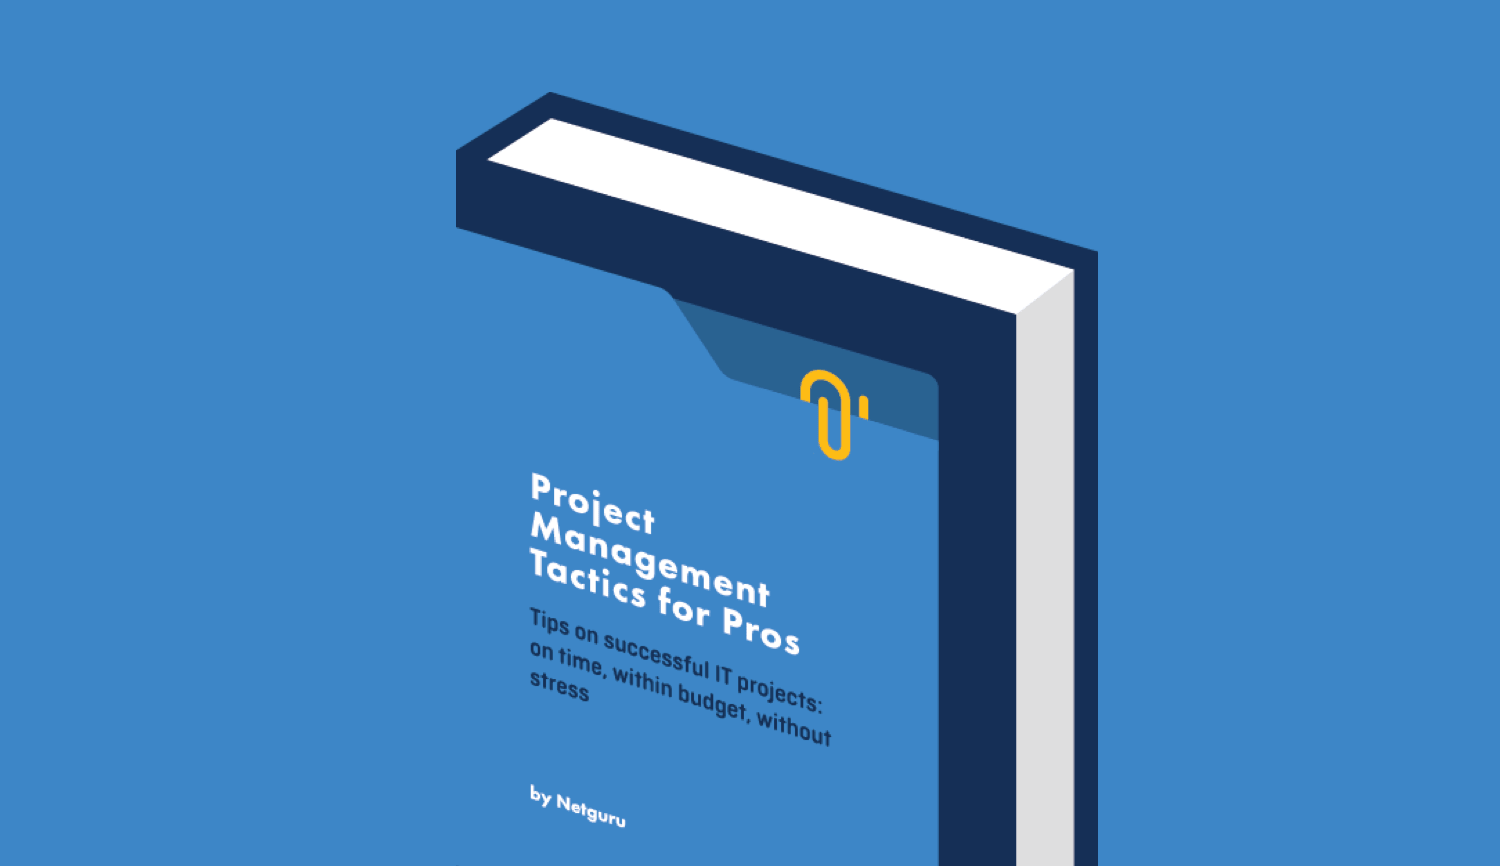 Project
Management
Tactics for Pros
Tips on successful IT projects:
on time, within budget, without
stress
by Netguru